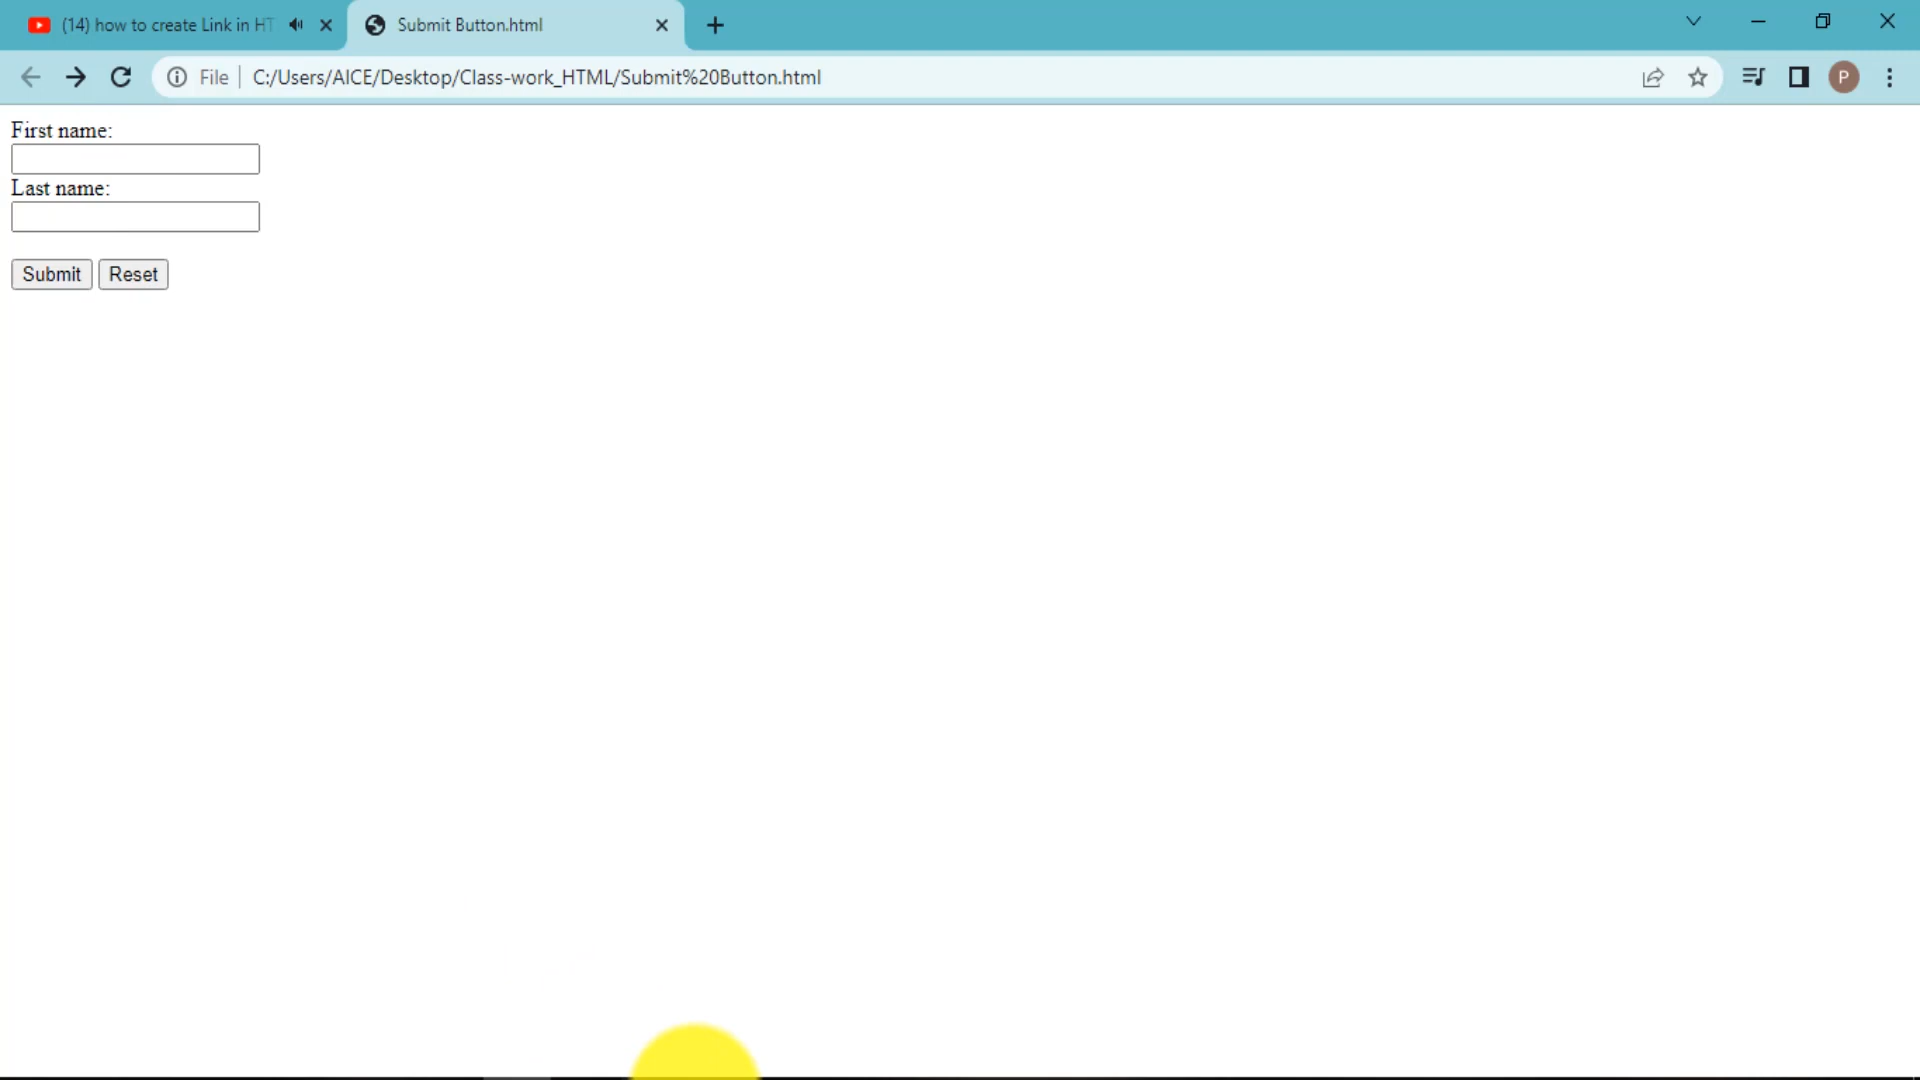 (14) how to create Link in HT
Submit Button.html
File
C:/Users/AICE/Desktop/Class-work_HTML/Submit%20Button.html
P
First name:
Last name:
Submit Reset